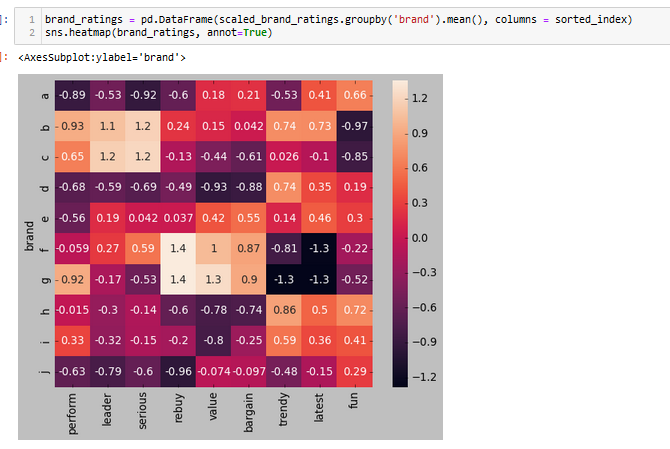 ]: 1 brand_ratings = pd.DataFrame(scaled_brand_ratings.groupby('brand').mean(), columns = sorted_index)
2 sns.heatmap(brand_ratings, annot=True)
]: <AxesSubplot:ylabel='brand'>
a -0.89 -0.53 -0.92 -0.6 0.18 0.21 -0.53 0.41 0.66
b 0.93 1.1 1.2 0.24 0.15 0.042 0.74 0.73 -0.97
c 0.65 1.2 1.2 -0.13 -0.44 -0.61 0.026 -0.1 -0.85
d -0.68 -0.59 -0.69 -0.49 -0.93 -0.88 0.74 0.35 0.19
e -0.56 0.19 0.042 0.037 0.42 0.55 0.14 0.46 0.3
f -0.059 0.27 0.59 1.4 1 0.87 -0.81 -1.3 -0.22
g 0.92 -0.17 -0.53 1.4 1.3 0.9 -1.3 -1.3 -0.52
h -0.015 -0.3 -0.14 -0.6 -0.78 -0.74 0.86 0.5 0.72
i 0.33 -0.32 -0.15 -0.2 -0.8 -0.25 0.59 0.36 0.41
j -0.63 -0.79 -0.6 -0.96 -0.074 -0.097 -0.48 -0.15 0.29
brand
perform leader serious rebuy value bargain trendy latest fun
1.2
0.9
0.6
0.3
0.0
−0.3
−0.6
−0.9
−1.2